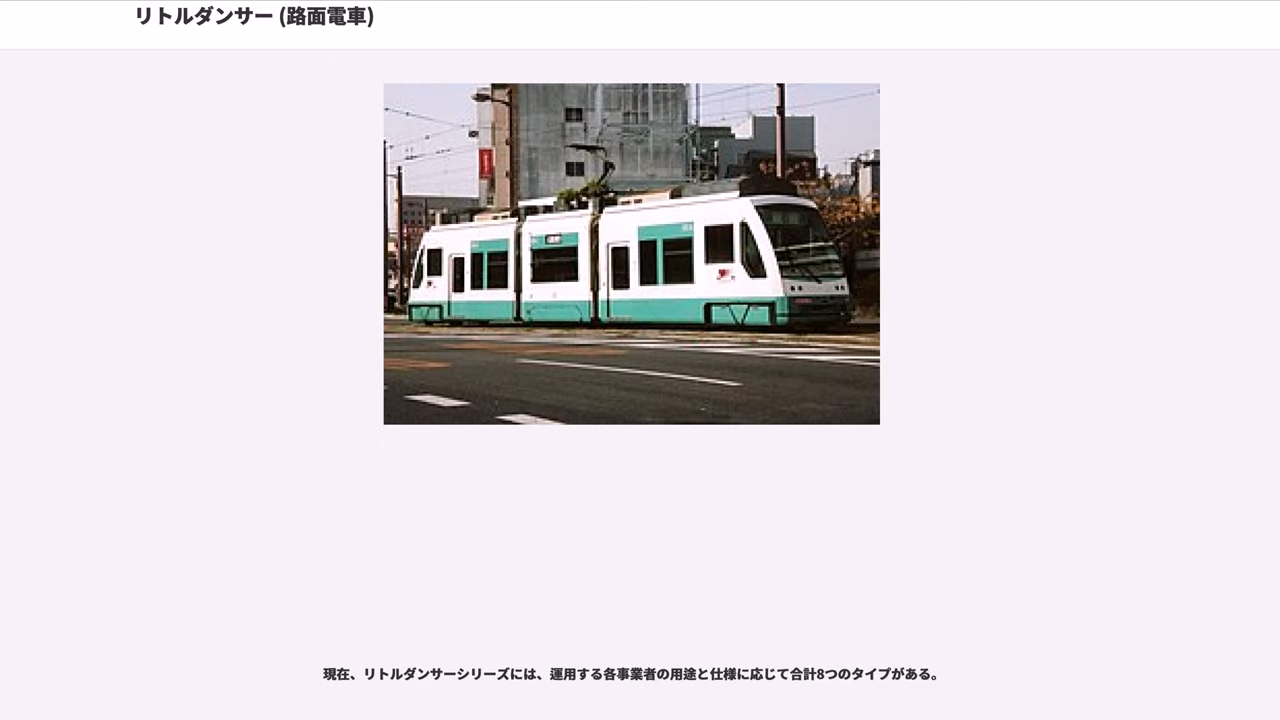 リトルダンサー (路面電車)
現在、リトルダンサーシリーズには、運用する各事業者の用途と仕様に応じて合計8つのタイプがある。